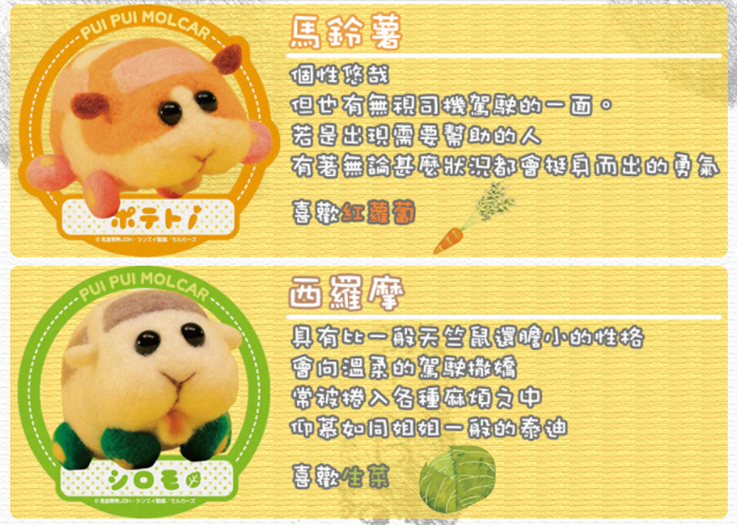 PUI PUI MOLCAR
馬鈴薯
個性悠哉
但也有無視司機駕駛的一面。
若是出現需要幫助的人
有著無論甚麼狀況都會挺身而出的勇氣
喜歡紅蘿蔔
ポテト
PUI PUI MOLCAR
西羅摩
具有比一般天竺鼠還膽小的性格
會向溫柔的駕駛撒嬌
常被捲入各種麻煩之中
仰慕如同姐姐一般的泰迪
喜歡生菜
シロモ